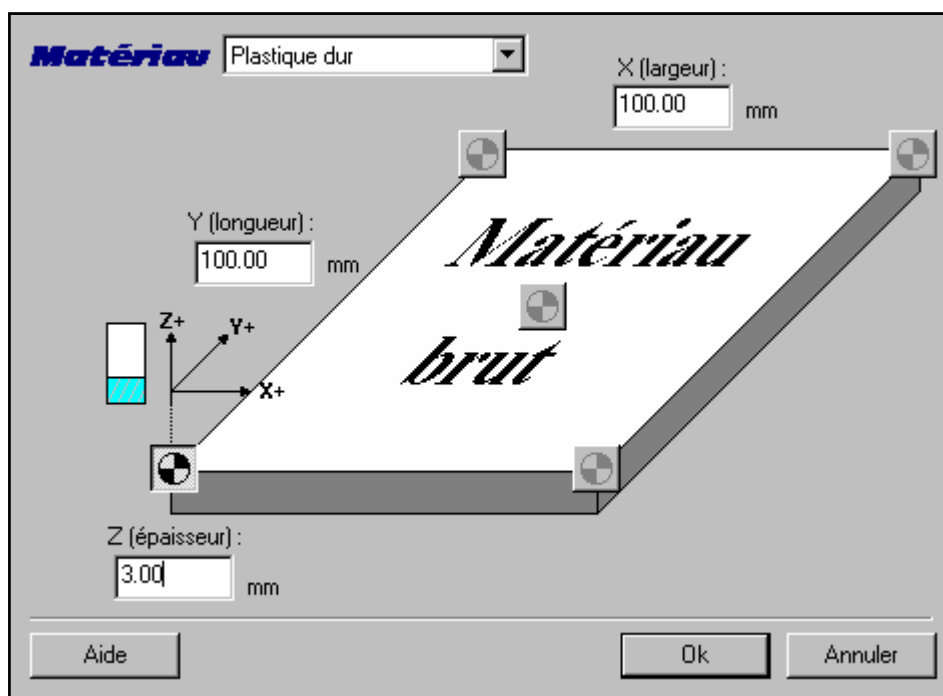 Matériau
Plastique dur
X (largeur) :
100.00 mm
Y (longueur) :
100.00 mm
Matériau
brut
Z+
Y+
X+
Z (épaisseur) :
3.00 mm
Aide
Ok
Annuler